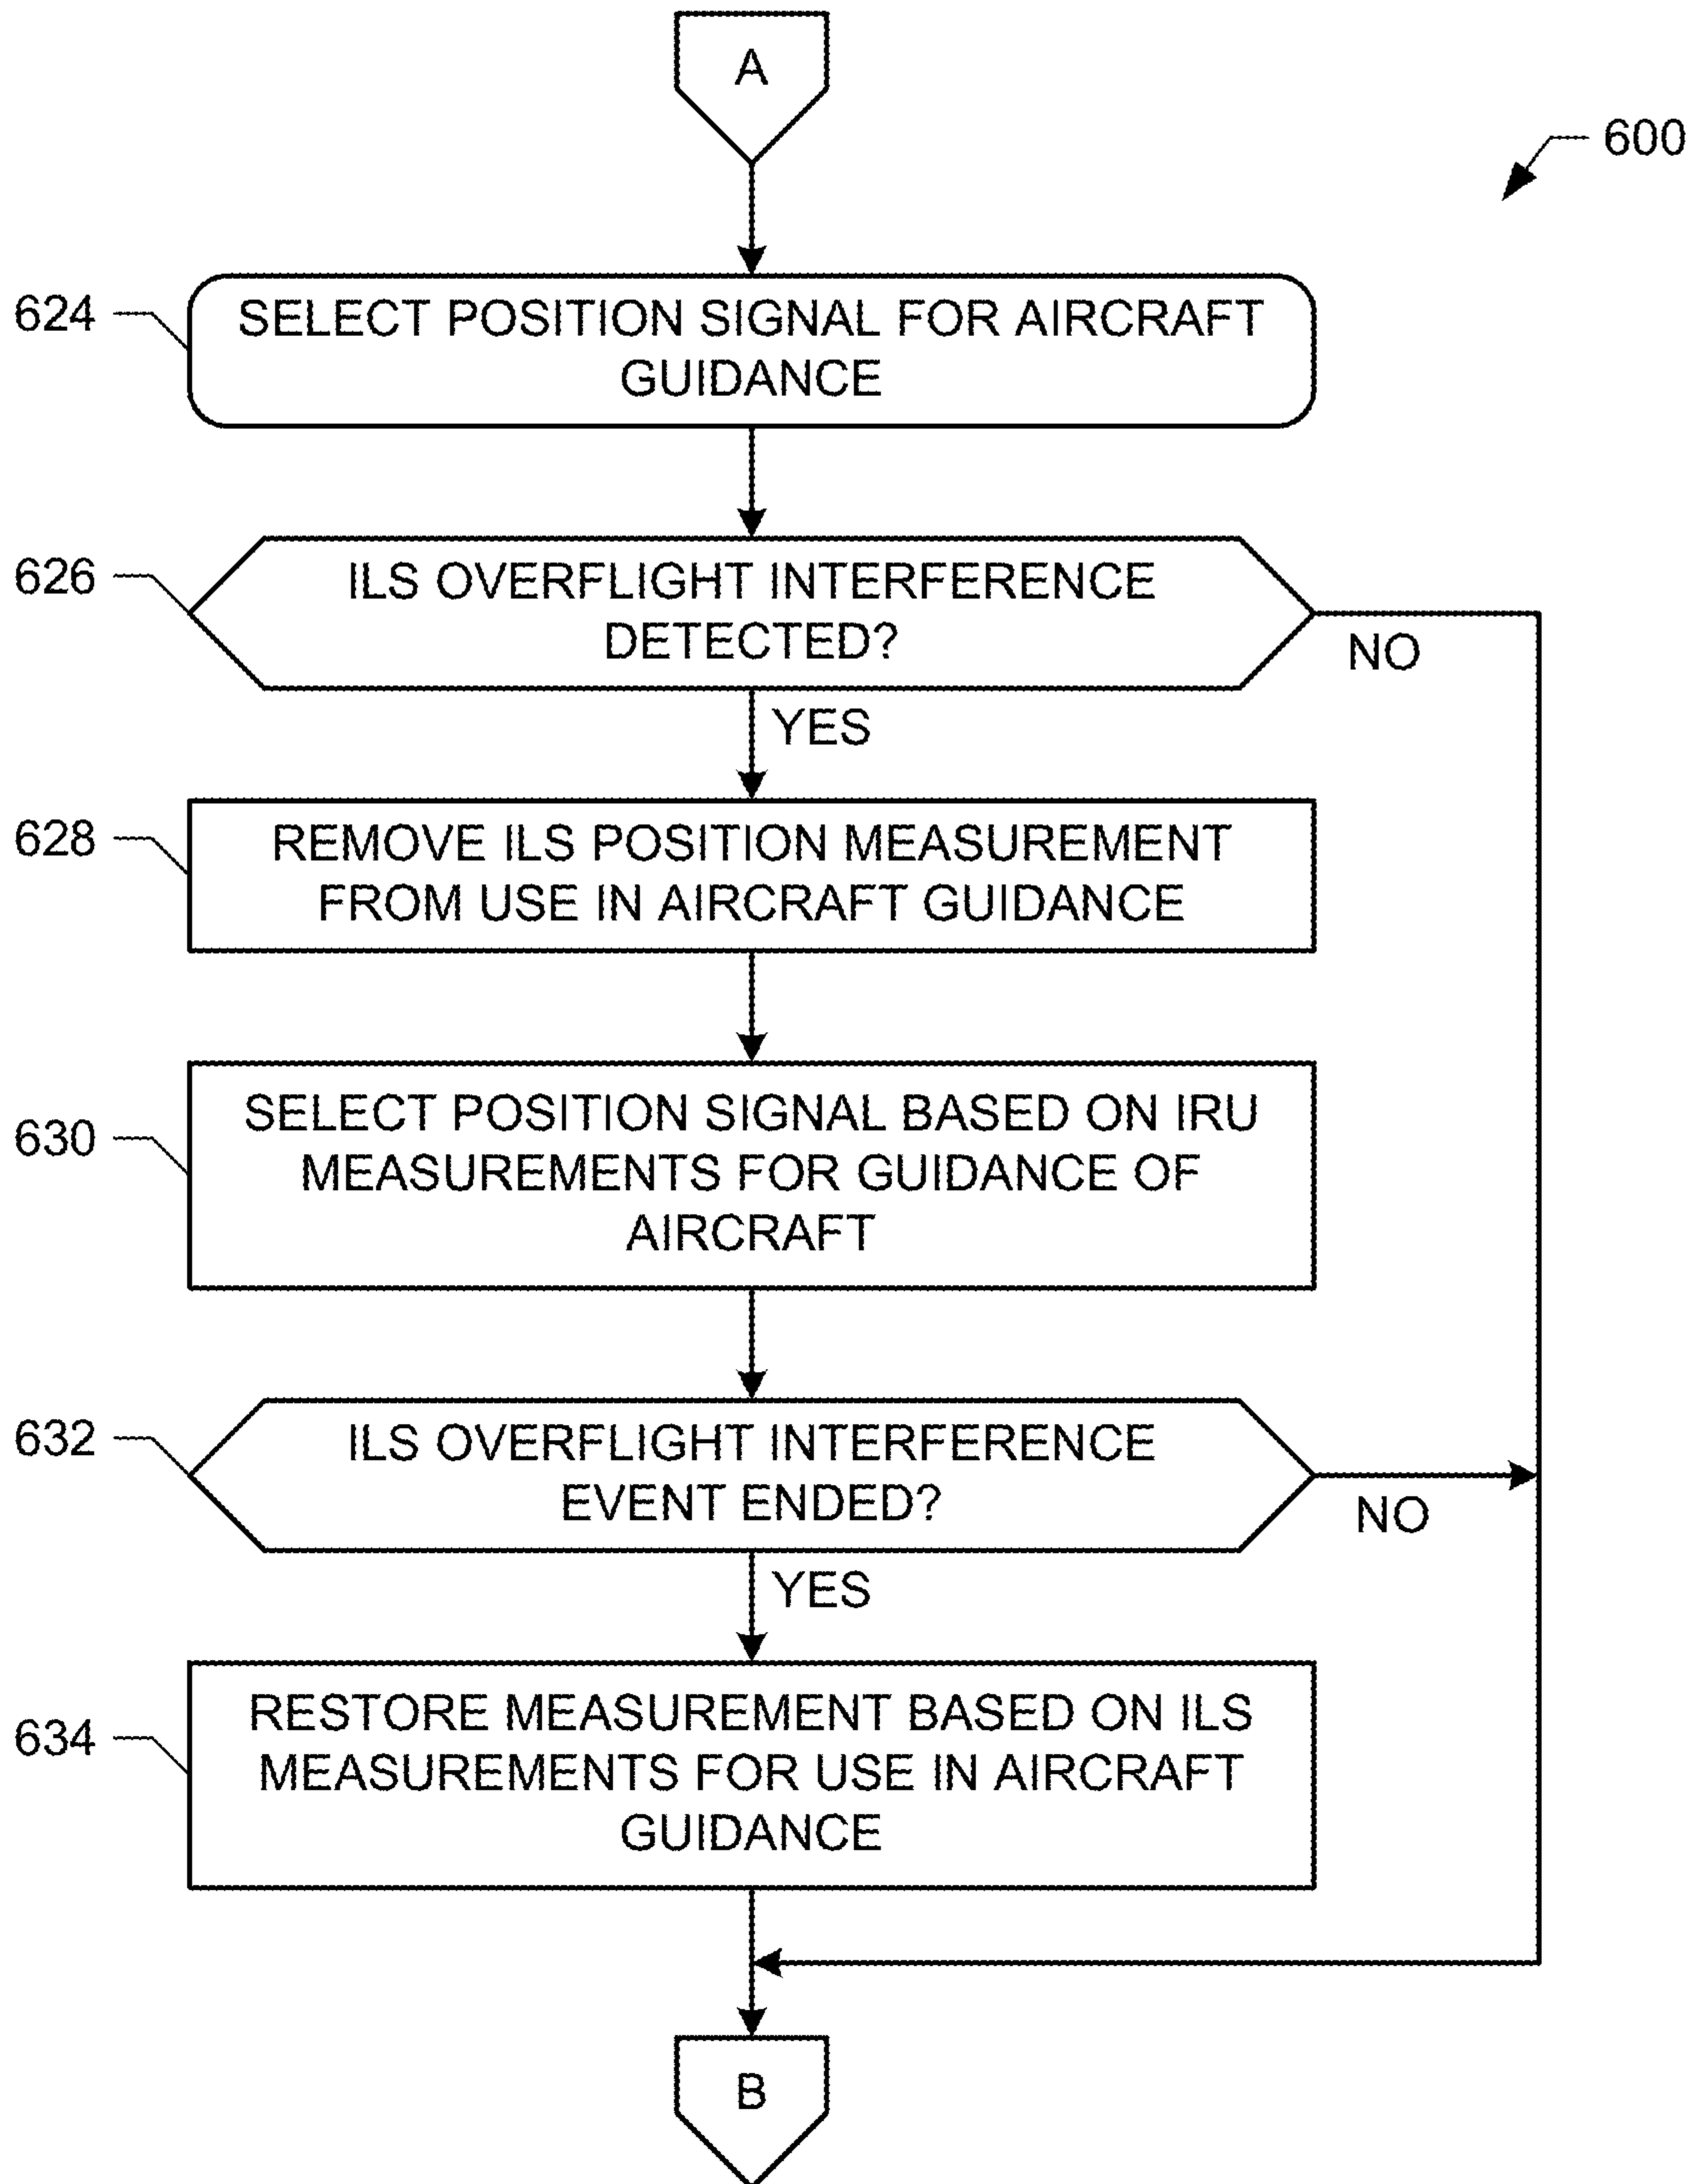 A
600
624
SELECT POSITION SIGNAL FOR AIRCRAFT
GUIDANCE
626
ILS OVERFLIGHT INTERFERENCE
DETECTED?
NO
YES
628
REMOVE ILS POSITION MEASUREMENT
FROM USE IN AIRCRAFT GUIDANCE
630
SELECT POSITION SIGNAL BASED ON IRU
MEASUREMENTS FOR GUIDANCE OF
AIRCRAFT
632
ILS OVERFLIGHT INTERFERENCE
EVENT ENDED?
NO
YES
634
RESTORE MEASUREMENT BASED ON ILS
MEASUREMENTS FOR USE IN AIRCRAFT
GUIDANCE
B